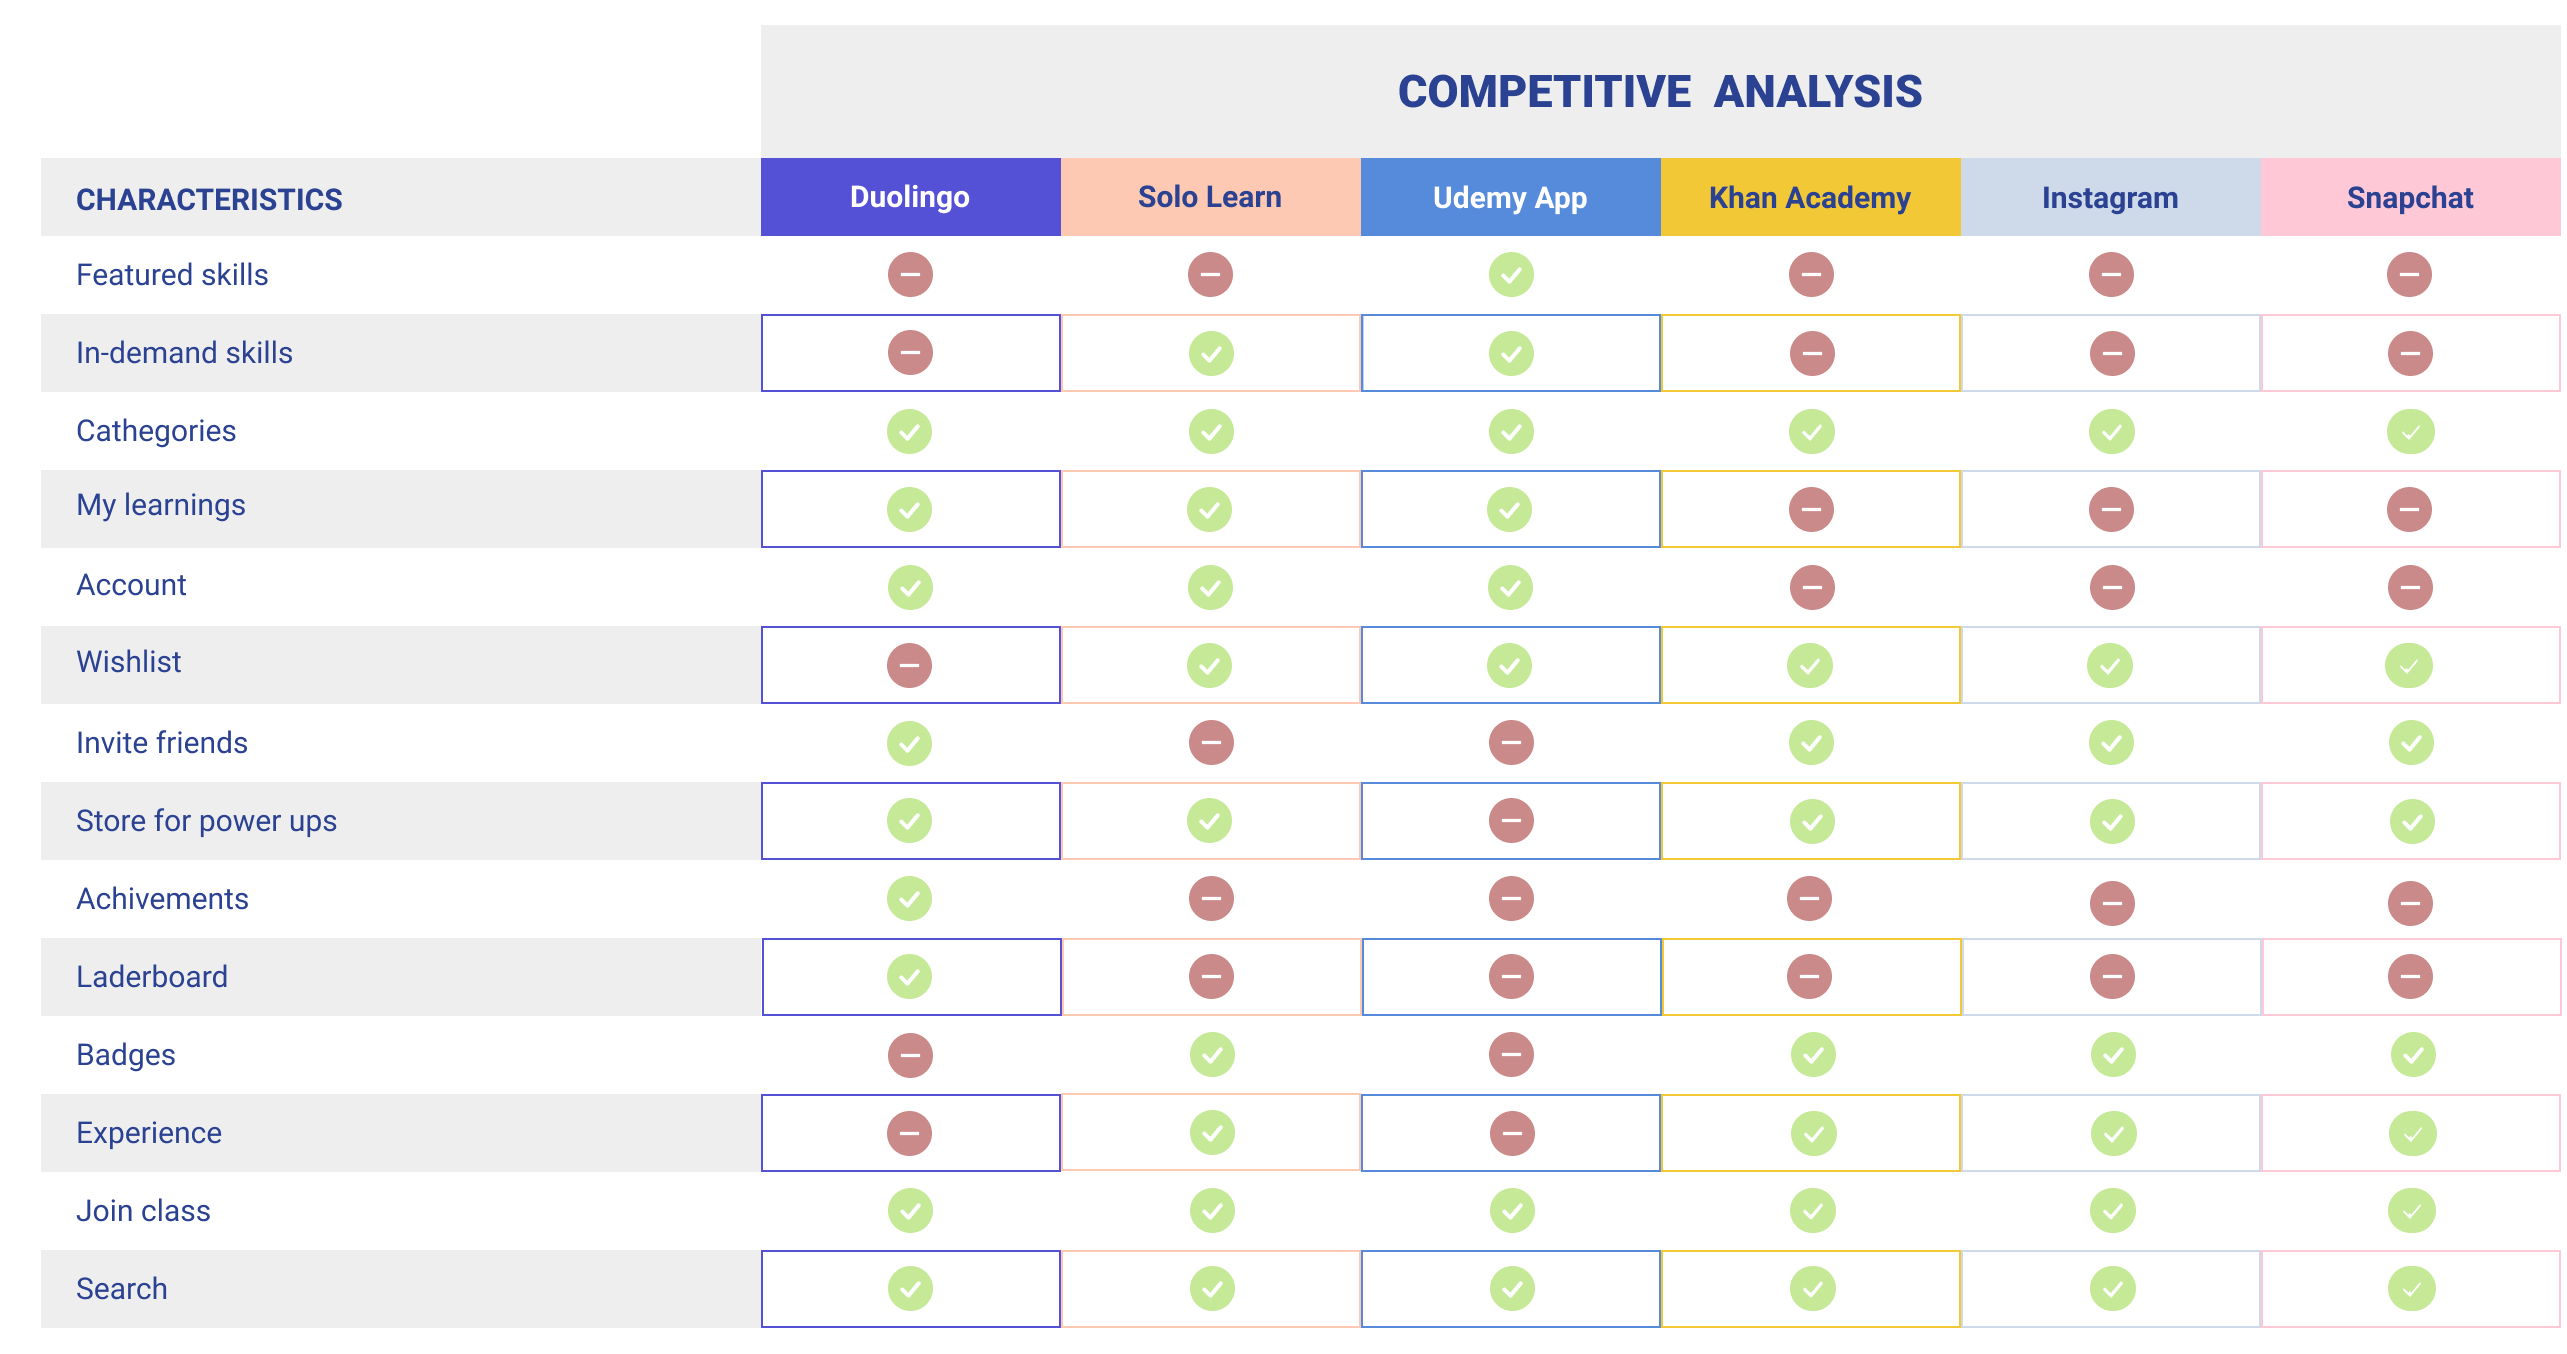 COMPETITIVE ANALYSIS
CHARACTERISTICS Duolingo Solo Learn Udemy App Khan Academy Instagram Snapchat
Featured skills
In-demand skills
Cathegories
My learnings
Account
Wishlist
Invite friends
Store for power ups
Achivements
Laderboard
Badges
Experience
Join class
Search